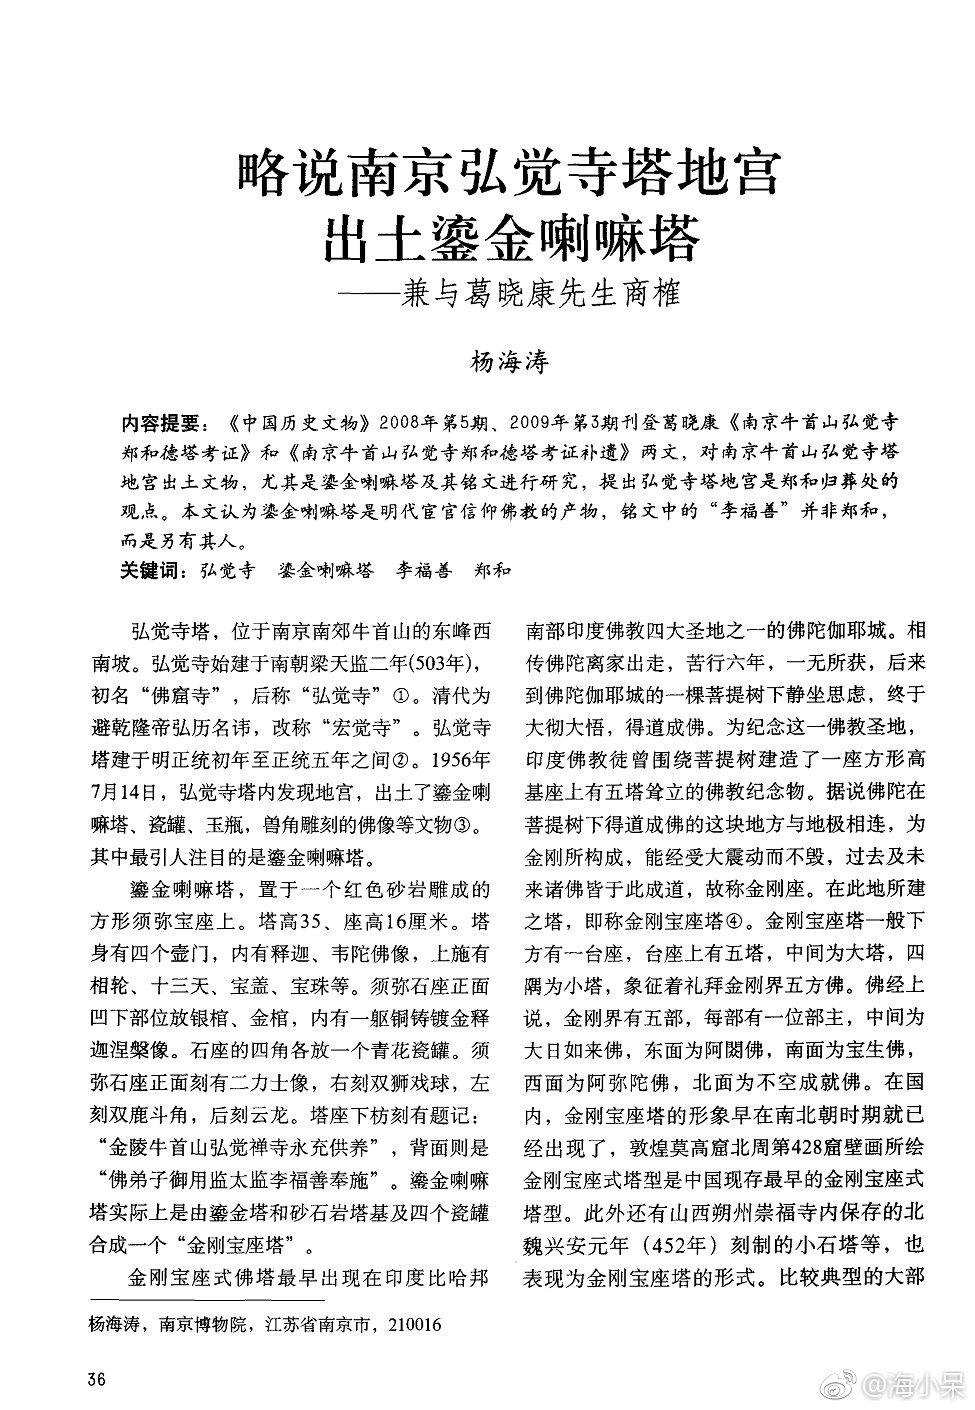 略说南京弘觉寺塔地宫
出土鎏金喇嘛塔
——兼与葛晓康先生商榷
杨海涛
内容提要：《中国历史文物》2008年第5期、2009年第3期刊登葛晓康《南京牛首山弘觉寺
郑和德塔考证》和《南京牛首山弘觉寺郑和德塔考证补遗》两文，对南京牛首山弘觉寺塔
地宫出土文物，尤其是鎏金喇嘛塔及其铭文进行研究，提出弘觉寺塔地宫是郑和归葬处的
观点。本文认为鎏金喇嘛塔是明代宦官信仰佛教的产物，铭文中的“李福善”并非郑和，
而是另有其人。
关键词：弘觉寺　鎏金喇嘛塔　李福善　郑和
弘觉寺塔，位于南京南郊牛首山的东峰西
南坡。弘觉寺始建于南朝梁天监二年(503年)，
初名“佛窟寺”，后称“弘觉寺”①。清代为
避乾隆帝弘历名讳，改称“宏觉寺”。弘觉寺
塔建于明正统初年至正统五年之间②。1956年
7月14日，弘觉寺塔内发现地宫，出土了鎏金喇
嘛塔、瓷罐、玉瓶，兽角雕刻的佛像等文物③。
其中最引人注目的是鎏金喇嘛塔。
鎏金喇嘛塔，置于一个红色砂岩雕成的
方形须弥宝座上。塔高35、座高16厘米。塔
身有四个壶门，内有释迦、韦陀佛像，上施有
相轮、十三天、宝盖、宝珠等。须弥石座正面
凹下部位放银棺、金棺，内有一躯铜铸镀金释
迦涅槃像。石座的四角各放一个青花瓷罐。须
弥石座正面刻有二力士像，右刻双狮戏球，左
刻双鹿斗角，后刻云龙。塔座下枋刻有题记：
“金陵牛首山弘觉禅寺永充供养”，背面则是
“佛弟子御用监太监李福善奉施”。鎏金喇嘛
塔实际上是由鎏金塔和砂石岩塔基及四个瓷罐
合成一个“金刚宝座塔”。
金刚宝座式佛塔最早出现在印度比哈邦
南部印度佛教四大圣地之一的佛陀伽耶城。相
传佛陀离家出走，苦行六年，一无所获，后来
到佛陀伽耶城的一棵菩提树下静坐思虑，终于
大彻大悟，得道成佛。为纪念这一佛教圣地，
印度佛教徒曾围绕菩提树建造了一座方形高
基座上有五塔耸立的佛教纪念物。据说佛陀在
菩提树下得道成佛的这块地方与地极相连，为
金刚所构成，能经受大震动而不毁，过去及未
来诸佛皆于此成道，故称金刚座。在此地所建
之塔，即称金刚宝座塔④。金刚宝座塔一般下
方有一台座，台座上有五塔，中间为大塔，四
隅为小塔，象征着礼拜金刚界五方佛。佛经上
说，金刚界有五部，每部有一位部主，中间为
大日如来佛，东面为阿閦佛，南面为宝生佛，
西面为阿弥陀佛，北面为不空成就佛。在国
内，金刚宝座塔的形象早在南北朝时期就已
经出现了，敦煌莫高窟北周第428窟壁画所绘
金刚宝座式塔型是中国现存最早的金刚宝座式
塔型。此外还有山西朔州崇福寺内保存的北
魏兴安元年（452年）刻制的小石塔等，也
表现为金刚宝座塔的形式。比较典型的大部
杨海涛，南京博物院，江苏省南京市，210016
36
@海小呆